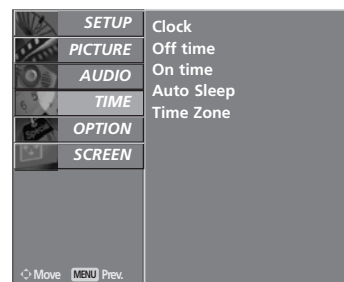 SETUP
PICTURE
AUDIO
TIME
OPTION
SCREEN
Clock
Off time
On time
Auto Sleep
Time Zone
Move MENU Prev.